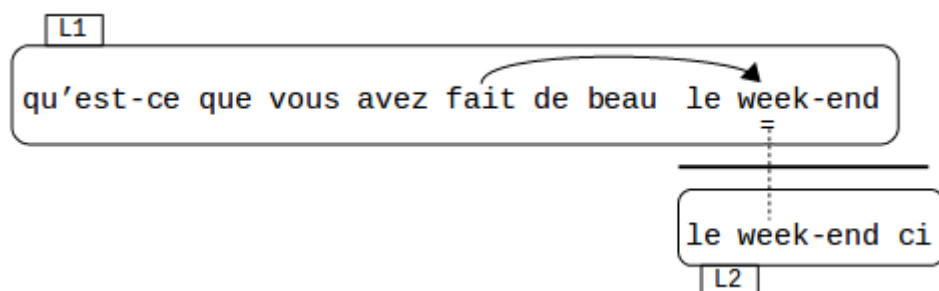 L1
qu’est-ce que vous avez fait de beau le week-end
=
le week-end ci
L2